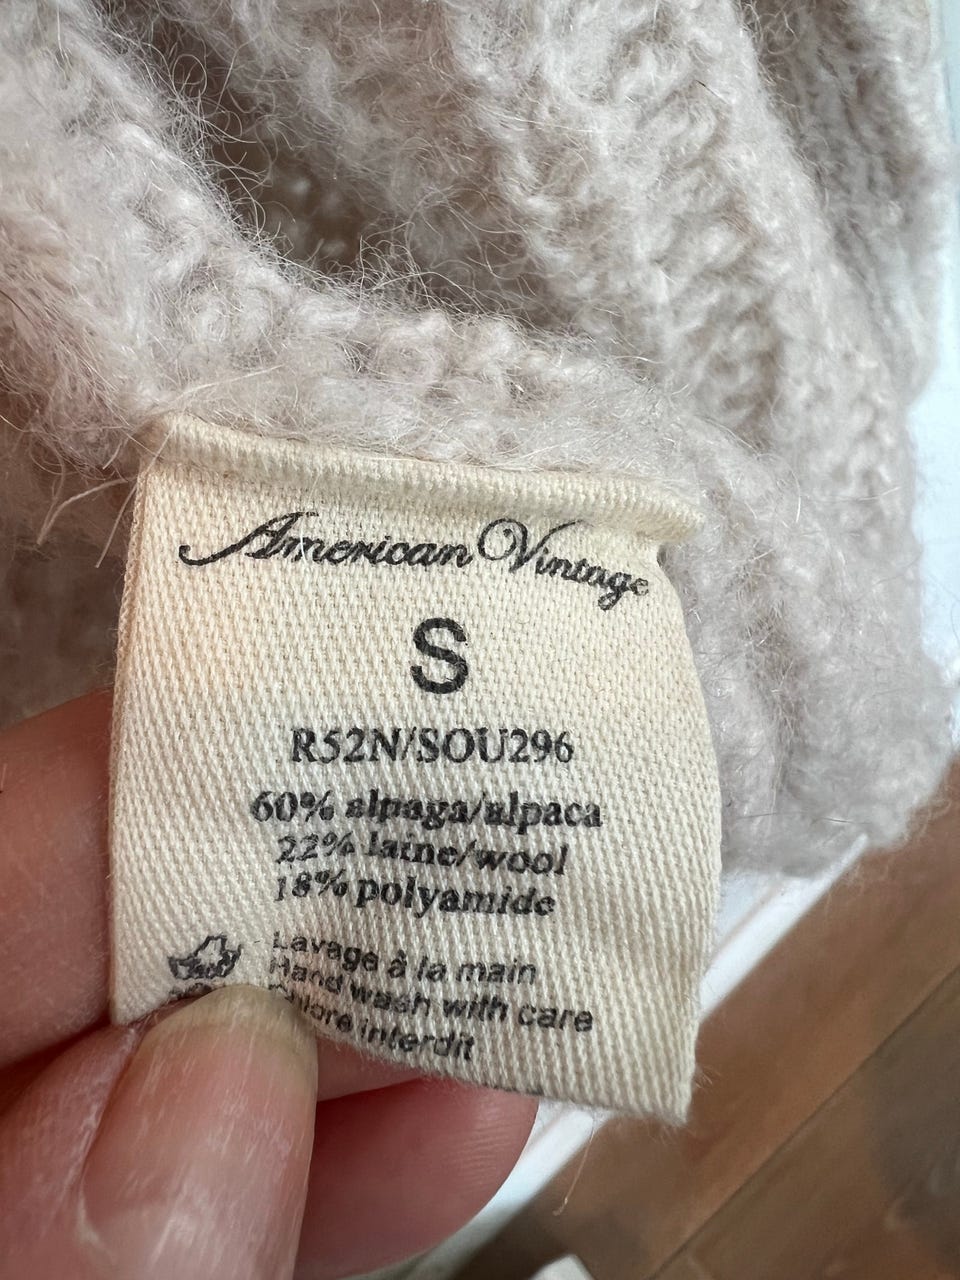 American Vintage
S
R52N/SOU296
60% alpaga/alpaca
22% laine/wool
18% polyamide
Lavage à la main
Hand wash with care
Chlore interdit